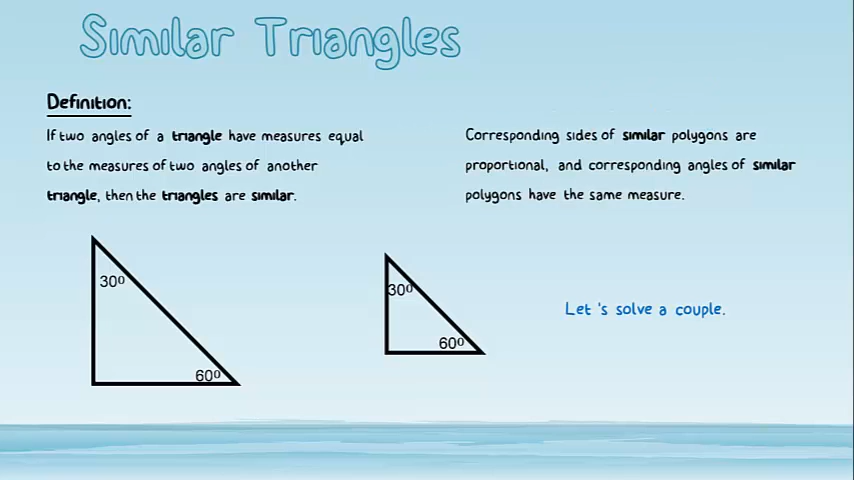 Similar Triangles
Definition:
If two angles of a triangle have measures equal
to the measures of two angles of another
triangle, then the triangles are similar.
Corresponding sides of similar polygons are
proportional, and corresponding angles of similar
polygons have the same measure.
30⁰
60⁰
30⁰
60⁰
Let 's solve a couple.